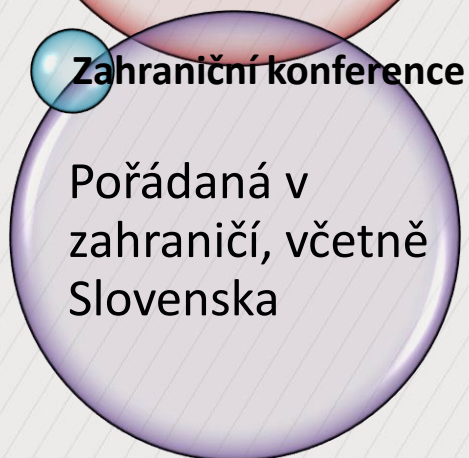 Zahraniční konference
Pořádaná v
zahraničí, včetně
Slovenska